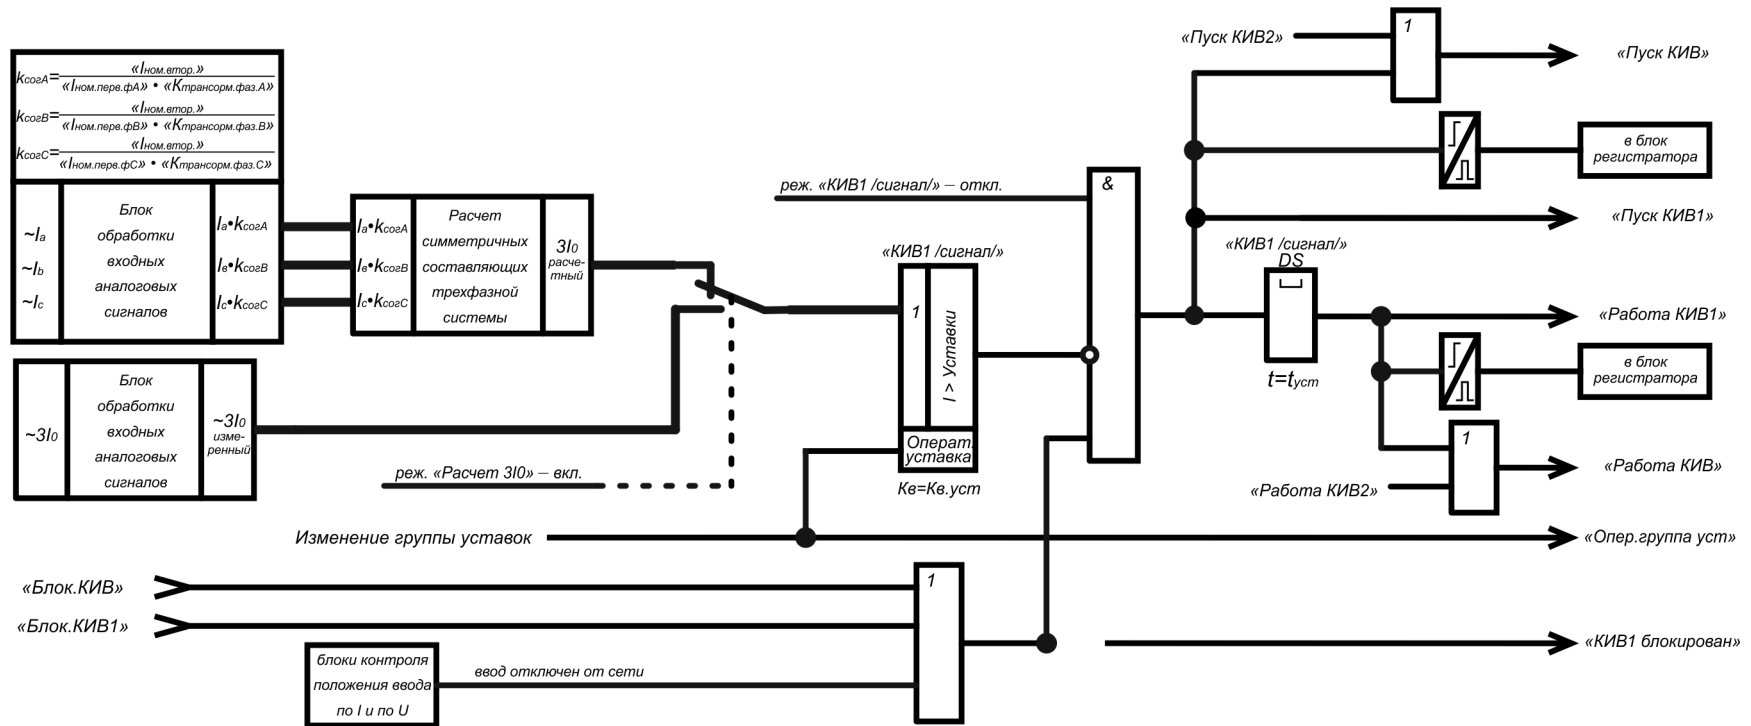 kсогА= «Iном.втор.»
«Iном.перв.фА» • «Kтрансорм.фаз.А»
kсогВ= «Iном.втор.»
«Iном.перв.фВ» • «Kтрансорм.фаз.В»
kсогС= «Iном.втор.»
«Iном.перв.фС» • «Kтрансорм.фаз.С»
~Ia
~Ib
~Ic
Блок
обработки
входных
аналоговых
сигналов
Ia•kсогА
Iв•kсогВ
Ic•kсогС
Ia•kсогА
Iв•kсогВ
Ic•kсогС
Расчет
симметричных
составляющих
трехфазной
системы
3I0
расче-
тный
~3I0
Блок
обработки
входных
аналоговых
сигналов
~3I0
изме-
ренный
реж. «Расчет 3I0» – вкл.
реж. «КИВ1 /сигнал/» – откл.
«КИВ1 /сигнал/»
1
I > Уставки
Операт.
уставка
Кв=Кв.уст
&
«Пуск КИВ2»
1
«Пуск КИВ»
в блок
регистратора
«Пуск КИВ1»
«КИВ1 /сигнал/»
DS
t=tуст
«Работа КИВ1»
в блок
регистратора
1
«Работа КИВ»
«Работа КИВ2»
Изменение группы уставок
«Опер.группа уст»
«Блок.КИВ»
«Блок.КИВ1»
1
блоки контроля
положения ввода
по I и по U
ввод отключен от сети
«КИВ1 блокирован»